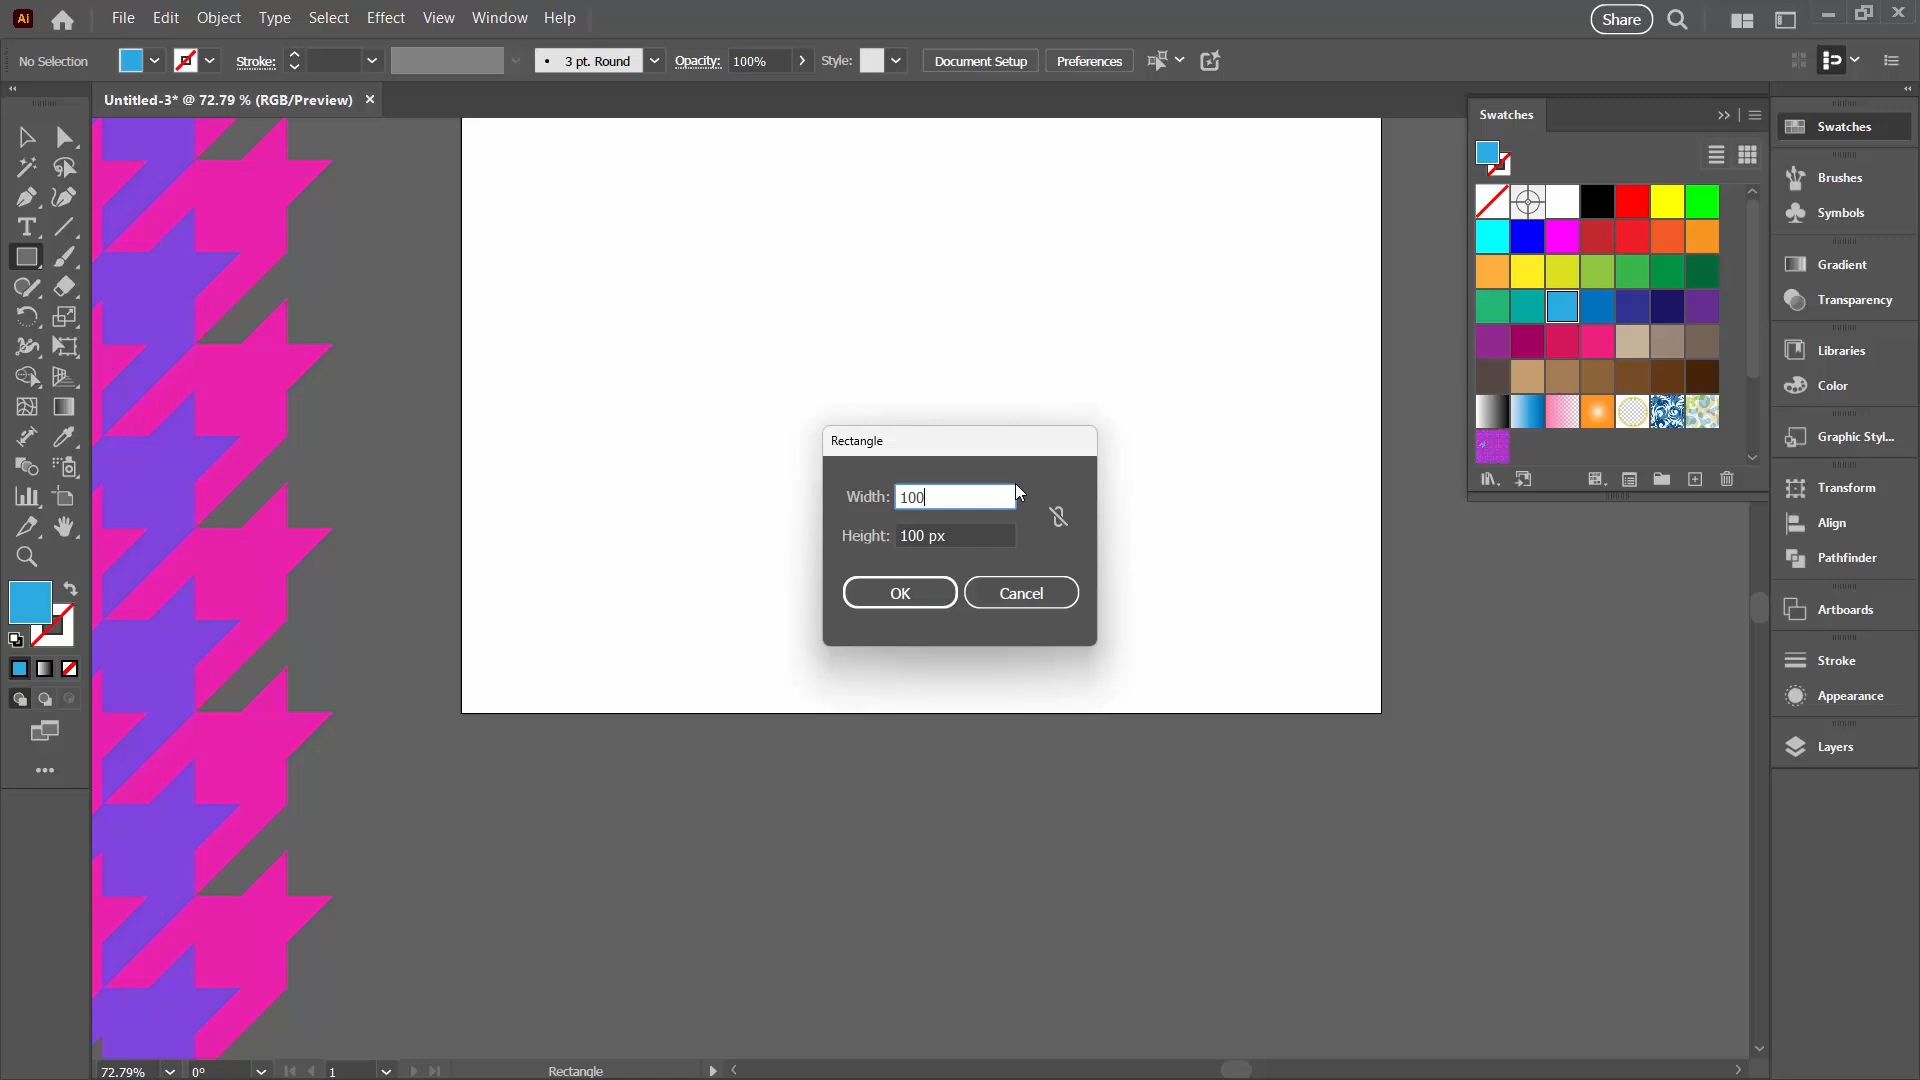 Ai File Edit Object Type Select Effect View Window Help Share
No Selection Stroke: 3 pt. Round Opacity: 100% Style: Document Setup Preferences
Untitled-3* @ 72.79 % (RGB/Preview)
Swatches
Swatches
Brushes
Symbols
Gradient
Transparency
Libraries
Color
Graphic Styl...
Transform
Align
Pathfinder
Artboards
Stroke
Appearance
Layers
Rectangle
Width: 100
Height: 100 px
OK Cancel
72.79% 0° 1 Rectangle